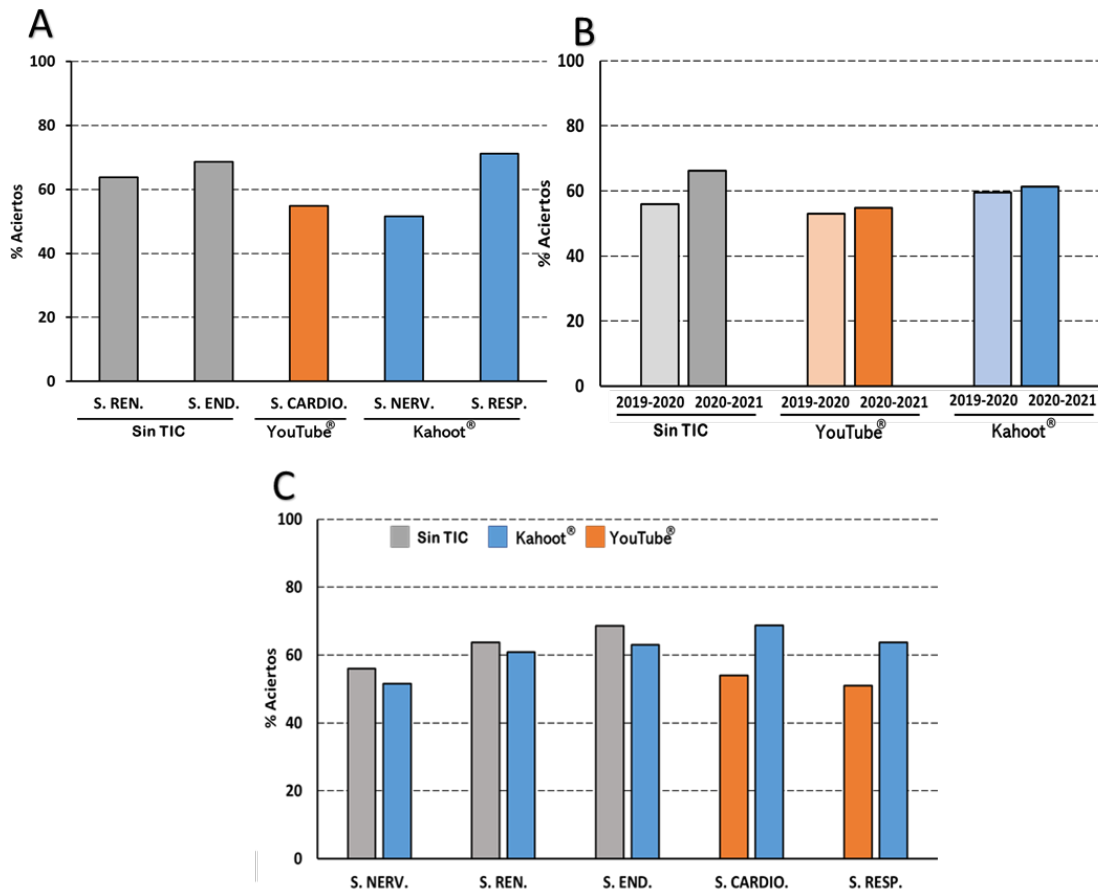 A
% Aciertos
100
80
60
40
20
0
S. REN. S. END. S. CARDIO. S. NERV. S. RESP.
Sin TIC YouTube® Kahoot®
B
% Aciertos
100
80
60
40
20
0
2019-2020 2020-2021 2019-2020 2020-2021 2019-2020 2020-2021
Sin TIC YouTube® Kahoot®
C
% Aciertos
100
80
60
40
20
0
Sin TIC Kahoot® YouTube®
S. NERV. S. REN. S. END. S. CARDIO. S. RESP.